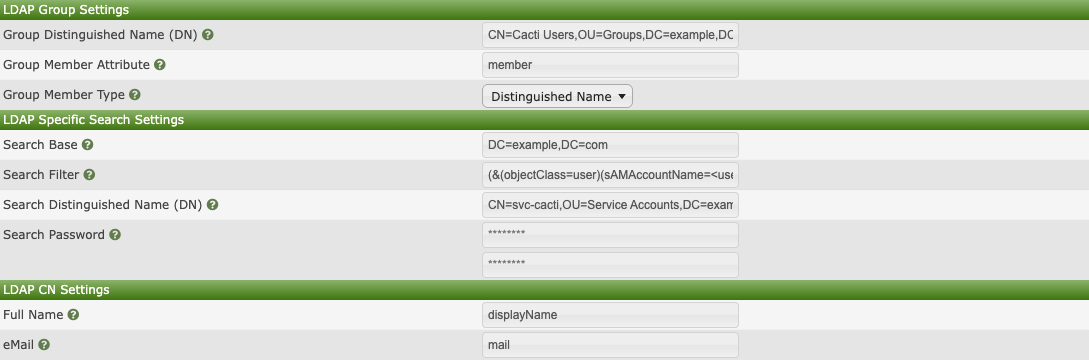 LDAP Group Settings
Group Distinguished Name (DN) ?
CN=Cacti Users,OU=Groups,DC=example,DC
Group Member Attribute ?
member
Group Member Type ?
Distinguished Name
LDAP Specific Search Settings
Search Base ?
DC=example,DC=com
Search Filter ?
(&(objectClass=user)(sAMAccountName=<use
Search Distinguished Name (DN) ?
CN=svc-cacti,OU=Service Accounts,DC=exam
Search Password ?
********
********
LDAP CN Settings
Full Name ?
displayName
eMail ?
mail